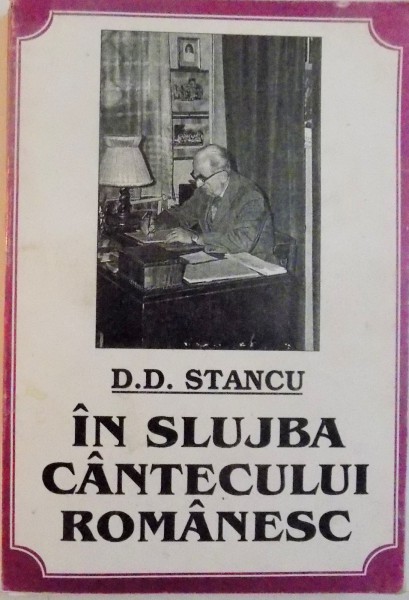 D.D. STANCU
ÎN SLUJBA
CÂNTECULUI
ROMÂNESC